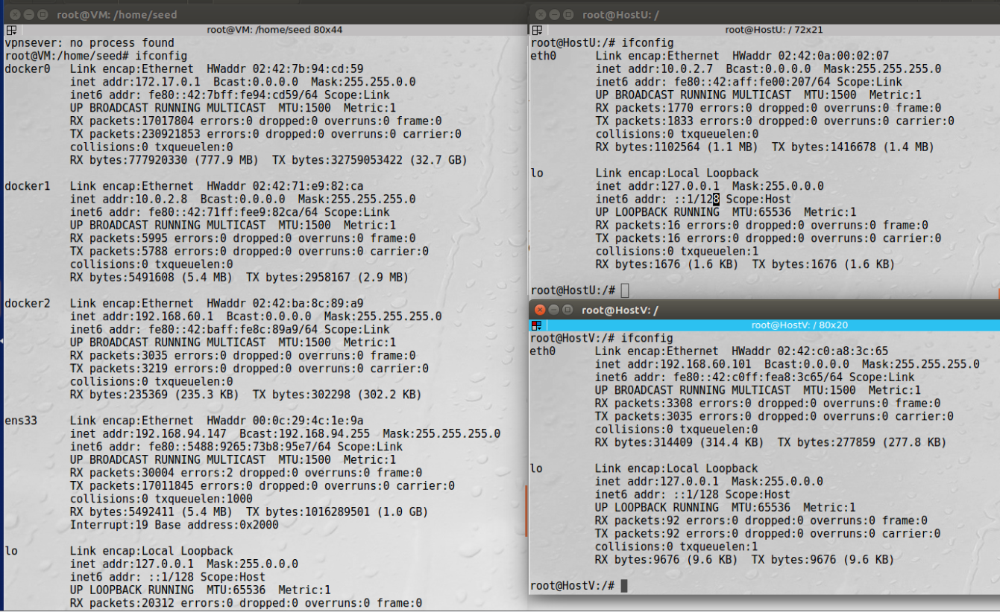 root@VM: /home/seed
root@VM: /home/seed 80x44
vpnsever: no process found
root@VM:/home/seed# ifconfig
docker0   Link encap:Ethernet  HWaddr 02:42:7b:94:cd:59
          inet addr:172.17.0.1  Bcast:0.0.0.0  Mask:255.255.0.0
          inet6 addr: fe80::42:7bff:fe94:cd59/64 Scope:Link
          UP BROADCAST RUNNING MULTICAST  MTU:1500  Metric:1
          RX packets:17017804 errors:0 dropped:0 overruns:0 frame:0
          TX packets:230921853 errors:0 dropped:0 overruns:0 carrier:0
          collisions:0 txqueuelen:0
          RX bytes:777920330 (777.9 MB)  TX bytes:32759053422 (32.7 GB)
docker1   Link encap:Ethernet  HWaddr 02:42:71:e9:82:ca
          inet addr:10.0.2.8  Bcast:0.0.0.0  Mask:255.255.255.0
          inet6 addr: fe80::42:71ff:fee9:82ca/64 Scope:Link
          UP BROADCAST RUNNING MULTICAST  MTU:1500  Metric:1
          RX packets:5995 errors:0 dropped:0 overruns:0 frame:0
          TX packets:5788 errors:0 dropped:0 overruns:0 carrier:0
          collisions:0 txqueuelen:0
          RX bytes:5491608 (5.4 MB)  TX bytes:2958167 (2.9 MB)
docker2   Link encap:Ethernet  HWaddr 02:42:ba:8c:89:a9
          inet addr:192.168.60.1  Bcast:0.0.0.0  Mask:255.255.255.0
          inet6 addr: fe80::42:baff:fe8c:89a9/64 Scope:Link
          UP BROADCAST RUNNING MULTICAST  MTU:1500  Metric:1
          RX packets:3035 errors:0 dropped:0 overruns:0 frame:0
          TX packets:3219 errors:0 dropped:0 overruns:0 carrier:0
          collisions:0 txqueuelen:0
          RX bytes:235369 (235.3 KB)  TX bytes:302298 (302.2 KB)
ens33     Link encap:Ethernet  HWaddr 00:0c:29:4c:1e:9a
          inet addr:192.168.94.147  Bcast:192.168.94.255  Mask:255.255.255.0
          inet6 addr: fe80::5488:9265:73b8:95e7/64 Scope:Link
          UP BROADCAST RUNNING MULTICAST  MTU:1500  Metric:1
          RX packets:30004 errors:2 dropped:0 overruns:0 frame:0
          TX packets:17011845 errors:0 dropped:0 overruns:0 carrier:0
          collisions:0 txqueuelen:1000
          RX bytes:5492411 (5.4 MB)  TX bytes:1016289501 (1.0 GB)
          Interrupt:19 Base address:0x2000
lo        Link encap:Local Loopback
          inet addr:127.0.0.1  Mask:255.0.0.0
          inet6 addr: ::1/128 Scope:Host
          UP LOOPBACK RUNNING  MTU:65536  Metric:1
          RX packets:20312 errors:0 dropped:0 overruns:0 frame:0
root@HostU: /
root@HostU: / 72x21
root@HostU:/# ifconfig
eth0      Link encap:Ethernet  HWaddr 02:42:0a:00:02:07
          inet addr:10.0.2.7  Bcast:0.0.0.0  Mask:255.255.255.0
          inet6 addr: fe80::42:aff:fe00:207/64 Scope:Link
          UP BROADCAST RUNNING MULTICAST  MTU:1500  Metric:1
          RX packets:1770 errors:0 dropped:0 overruns:0 frame:0
          TX packets:1833 errors:0 dropped:0 overruns:0 carrier:0
          collisions:0 txqueuelen:0
          RX bytes:1102564 (1.1 MB)  TX bytes:1416678 (1.4 MB)
lo        Link encap:Local Loopback
          inet addr:127.0.0.1  Mask:255.0.0.0
          inet6 addr: ::1/128 Scope:Host
          UP LOOPBACK RUNNING  MTU:65536  Metric:1
          RX packets:16 errors:0 dropped:0 overruns:0 frame:0
          TX packets:16 errors:0 dropped:0 overruns:0 carrier:0
          collisions:0 txqueuelen:1
          RX bytes:1676 (1.6 KB)  TX bytes:1676 (1.6 KB)
root@HostU:/#
root@HostV: /
root@HostV: / 80x20
root@HostV:/# ifconfig
eth0      Link encap:Ethernet  HWaddr 02:42:c0:a8:3c:65
          inet addr:192.168.60.101  Bcast:0.0.0.0  Mask:255.255.255.0
          inet6 addr: fe80::42:c0ff:fea8:3c65/64 Scope:Link
          UP BROADCAST RUNNING MULTICAST  MTU:1500  Metric:1
          RX packets:3308 errors:0 dropped:0 overruns:0 frame:0
          TX packets:3035 errors:0 dropped:0 overruns:0 carrier:0
          collisions:0 txqueuelen:0
          RX bytes:314409 (314.4 KB)  TX bytes:277859 (277.8 KB)
lo        Link encap:Local Loopback
          inet addr:127.0.0.1  Mask:255.0.0.0
          inet6 addr: ::1/128 Scope:Host
          UP LOOPBACK RUNNING  MTU:65536  Metric:1
          RX packets:92 errors:0 dropped:0 overruns:0 frame:0
          TX packets:92 errors:0 dropped:0 overruns:0 carrier:0
          collisions:0 txqueuelen:1
          RX bytes:9676 (9.6 KB)  TX bytes:9676 (9.6 KB)
root@HostV:/#